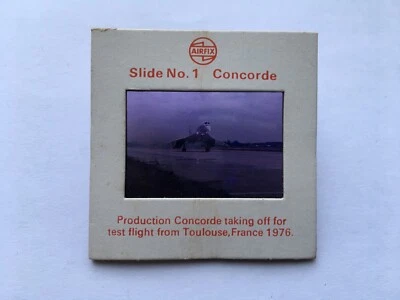 AIRFIX
Slide No. 1 Concorde
Production Concorde taking off for
test flight from Toulouse, France 1976.